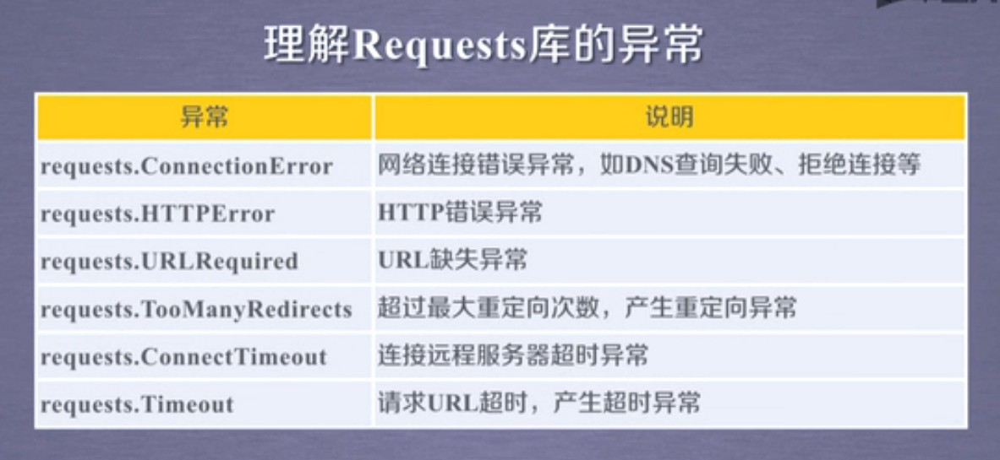 理解Requests库的异常
异常 说明
requests.ConnectionError 网络连接错误异常，如DNS查询失败、拒绝连接等
requests.HTTPError HTTP错误异常
requests.URLRequired URL缺失异常
requests.TooManyRedirects 超过最大重定向次数，产生重定向异常
requests.ConnectTimeout 连接远程服务器超时异常
requests.Timeout 请求URL超时，产生超时异常